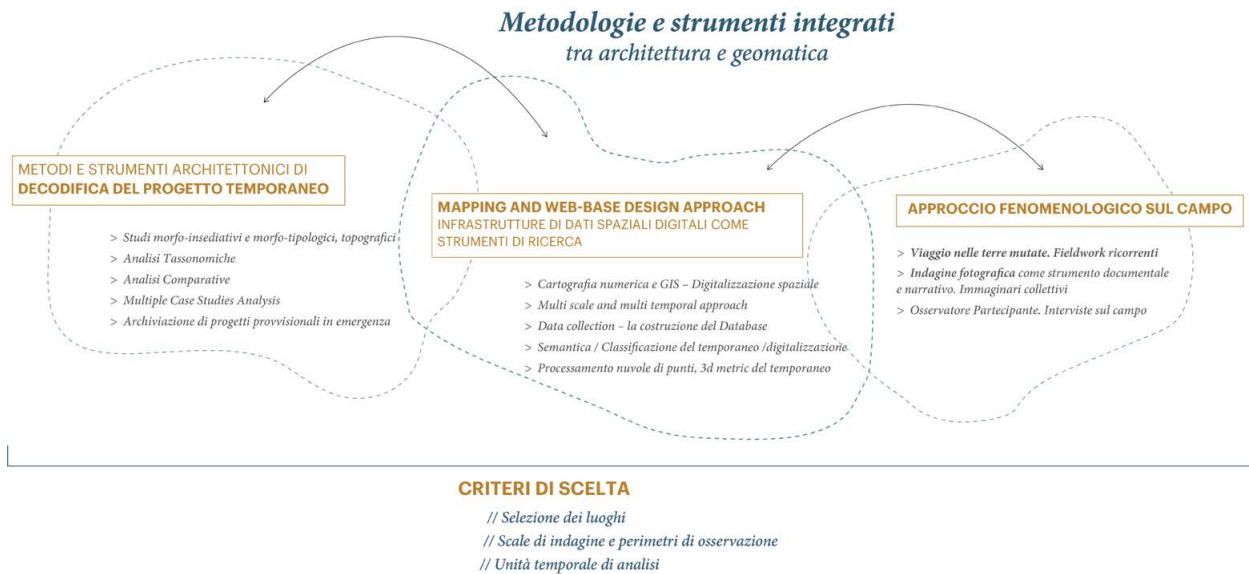 Metodologie e strumenti integrati
tra architettura e geomatica
METODI E STRUMENTI ARCHITETTONICI DI
DECODIFICA DEL PROGETTO TEMPORANEO
> Studi morfo-insediativi e morfo-tipologici, topografici
> Analisi Tassonomiche
> Analisi Comparative
> Multiple Case Studies Analysis
> Archiviazione di progetti provvisionali in emergenza
MAPPING AND WEB-BASE DESIGN APPROACH
INFRASTRUTTURE DI DATI SPAZIALI DIGITALI COME
STRUMENTI DI RICERCA
> Cartografia numerica e GIS – Digitalizzazione spaziale
> Multi scale and multi temporal approach
> Data collection – la costruzione del Database
> Semantica / Classificazione del temporaneo /digitalizzazione
> Processamento nuvole di punti, 3d metric del temporaneo
APPROCCIO FENOMENOLOGICO SUL CAMPO
> Viaggio nelle terre mutate. Fieldwork ricorrenti
> Indagine fotografica come strumento documentale
e narrativo. Immaginari collettivi
> Osservatore Partecipante. Interviste sul campo
CRITERI DI SCELTA
// Selezione dei luoghi
// Scale di indagine e perimetri di osservazione
// Unità temporale di analisi